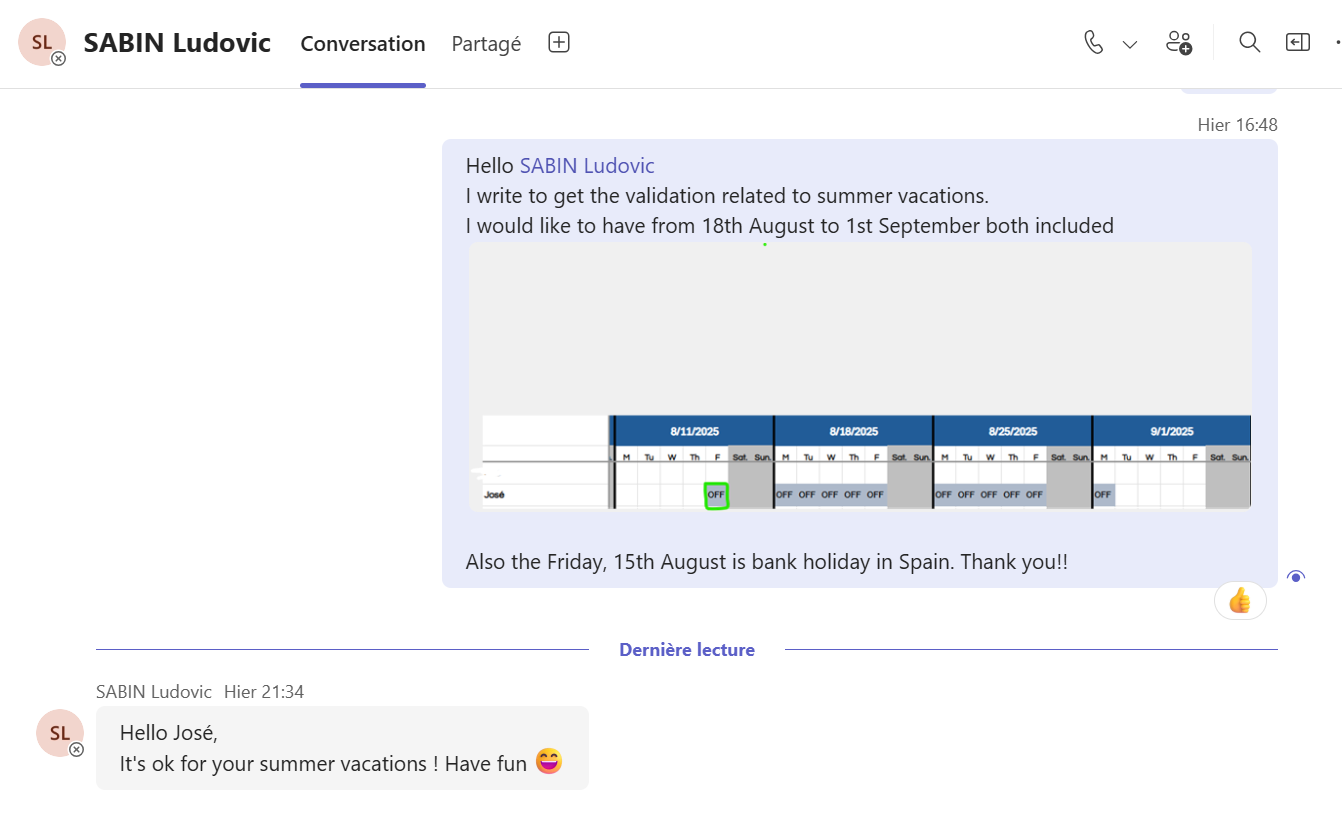 SL SABIN Ludovic Conversation Partagé
Hier 16:48
Hello SABIN Ludovic
I write to get the validation related to summer vacations.
I would like to have from 18th August to 1st September both included
8/11/2025 8/18/2025 8/25/2025 9/1/2025
M Tu W Th F Sat. Sun. M Tu W Th F Sat. Sun. M Tu W Th F Sat. Sun. M Tu W Th F Sat. Sun.
José OFF OFF OFF OFF OFF OFF OFF OFF OFF OFF OFF OFF
Also the Friday, 15th August is bank holiday in Spain. Thank you!!
Dernière lecture
SABIN Ludovic Hier 21:34
SL
Hello José,
It's ok for your summer vacations ! Have fun